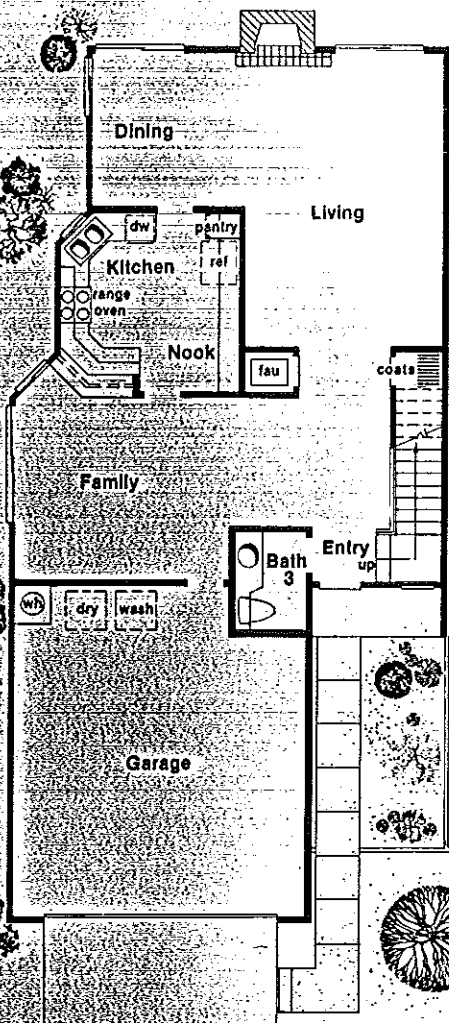 Dining
Living
dw
pantry
Kitchen
ref
range
oven
Nook
fau
coats
Family
Bath
3
Entry
up
wh
dry
wash
Garage